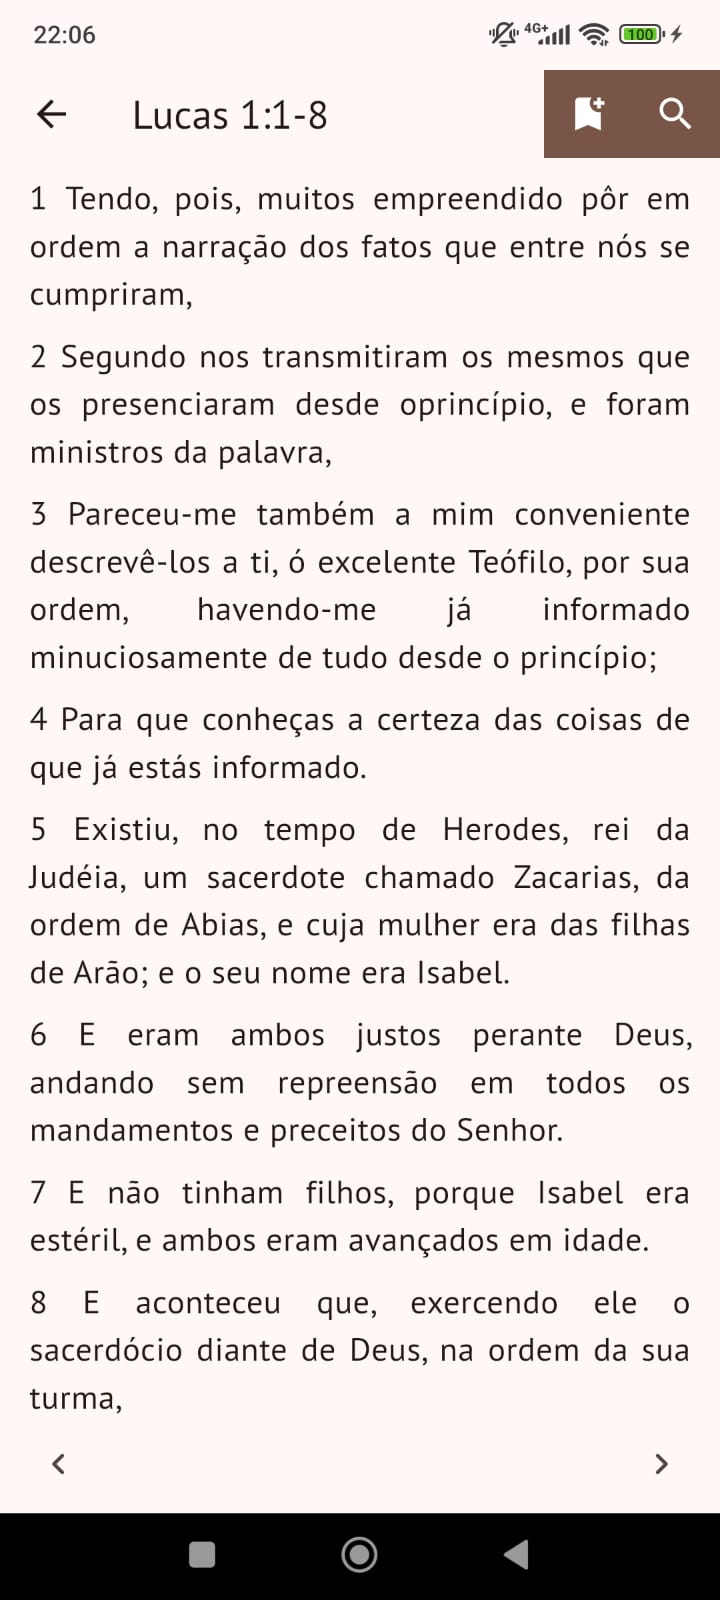 22:06
4G+
100
Lucas 1:1-8
1 Tendo, pois, muitos empreendido pôr em
ordem a narração dos fatos que entre nós se
cumpriram,
2 Segundo nos transmitiram os mesmos que
os presenciaram desde oprincípio, e foram
ministros da palavra,
3 Pareceu-me também a mim conveniente
descrevê-los a ti, ó excelente Teófilo, por sua
ordem, havendo-me já informado
minuciosamente de tudo desde o princípio;
4 Para que conheças a certeza das coisas de
que já estás informado.
5 Existiu, no tempo de Herodes, rei da
Judéia, um sacerdote chamado Zacarias, da
ordem de Abias, e cuja mulher era das filhas
de Arão; e o seu nome era Isabel.
6 E eram ambos justos perante Deus,
andando sem repreensão em todos os
mandamentos e preceitos do Senhor.
7 E não tinham filhos, porque Isabel era
estéril, e ambos eram avançados em idade.
8 E aconteceu que, exercendo ele o
sacerdócio diante de Deus, na ordem da sua
turma,